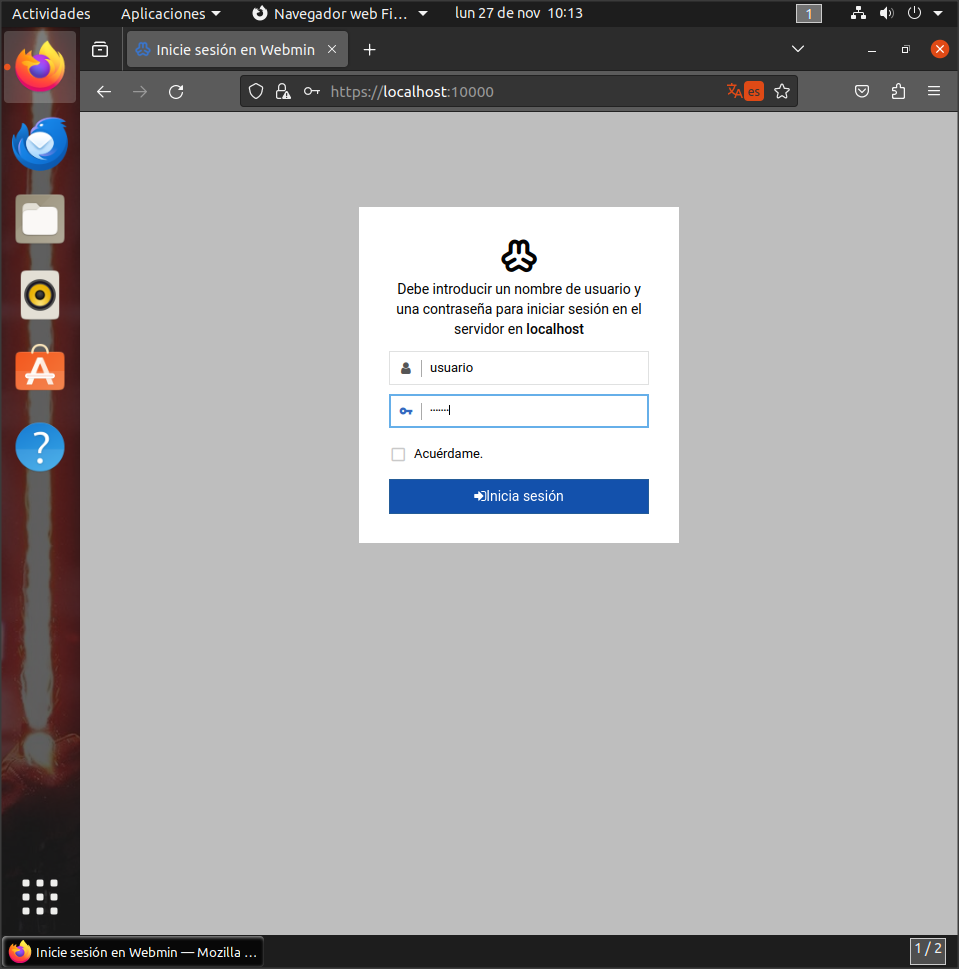 Actividades
Aplicaciones
Navegador web Fi…
lun 27 de nov 10:13
1
Inicie sesión en Webmin
https://localhost:10000
es
Debe introducir un nombre de usuario y
una contraseña para iniciar sesión en el
servidor en localhost
usuario
·······
Acuérdame.
Inicia sesión
Inicie sesión en Webmin — Mozilla …
1 / 2